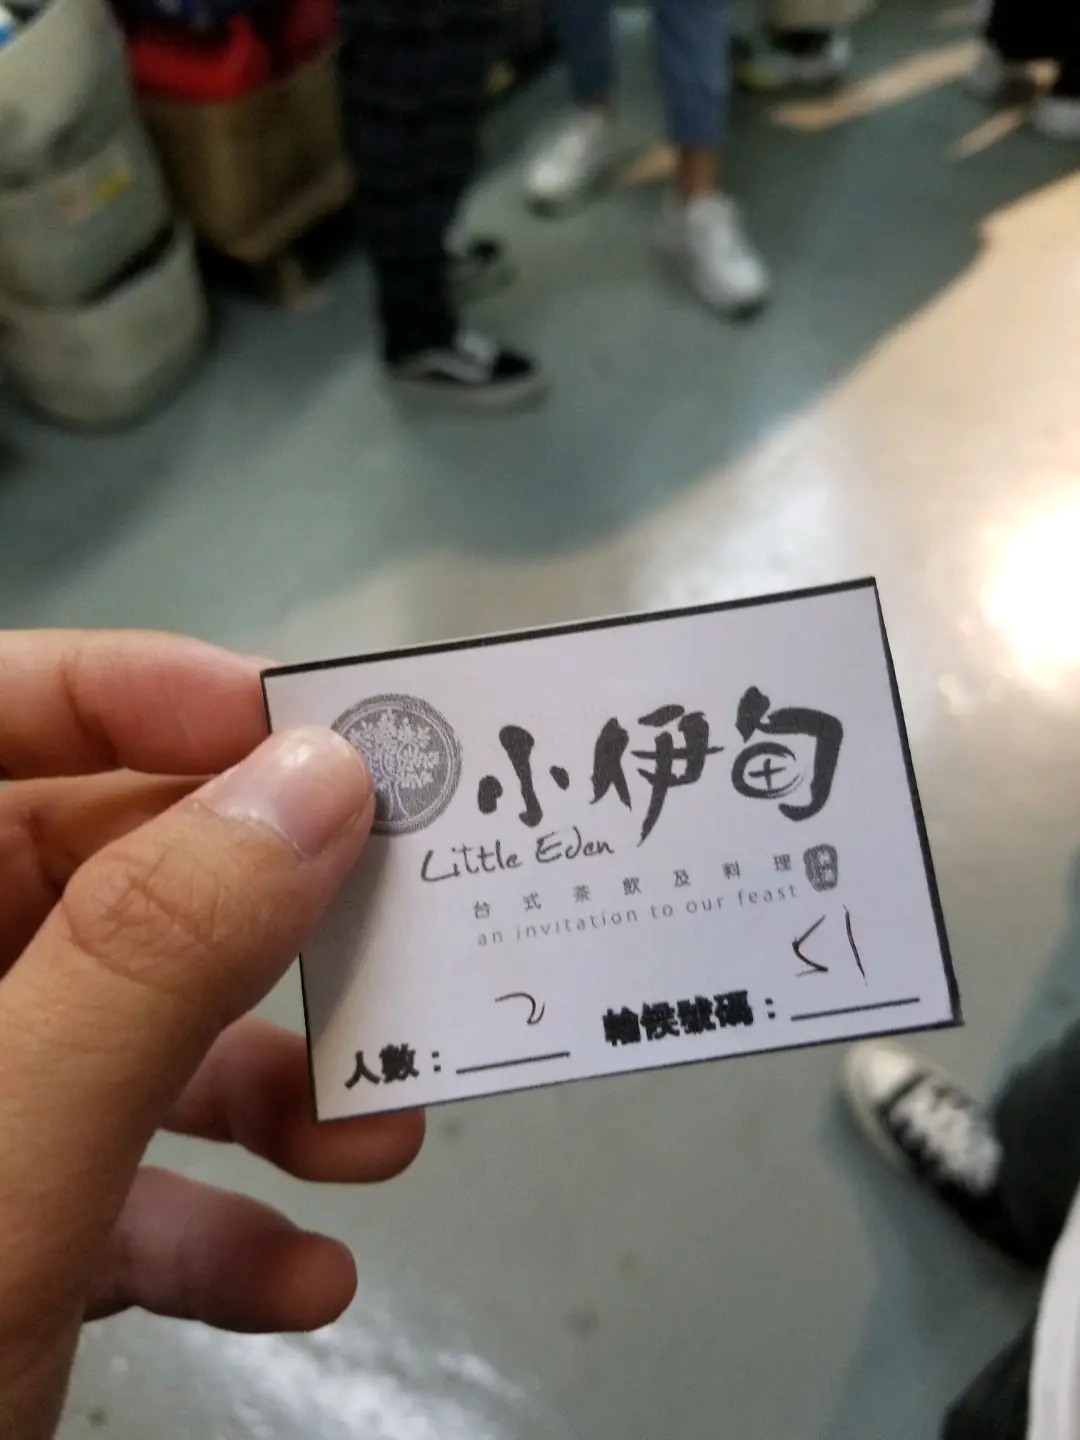 小伊甸
Little Eden
台式茶飲及料理
an invitation to our feast
人數：2 輪候號碼：51